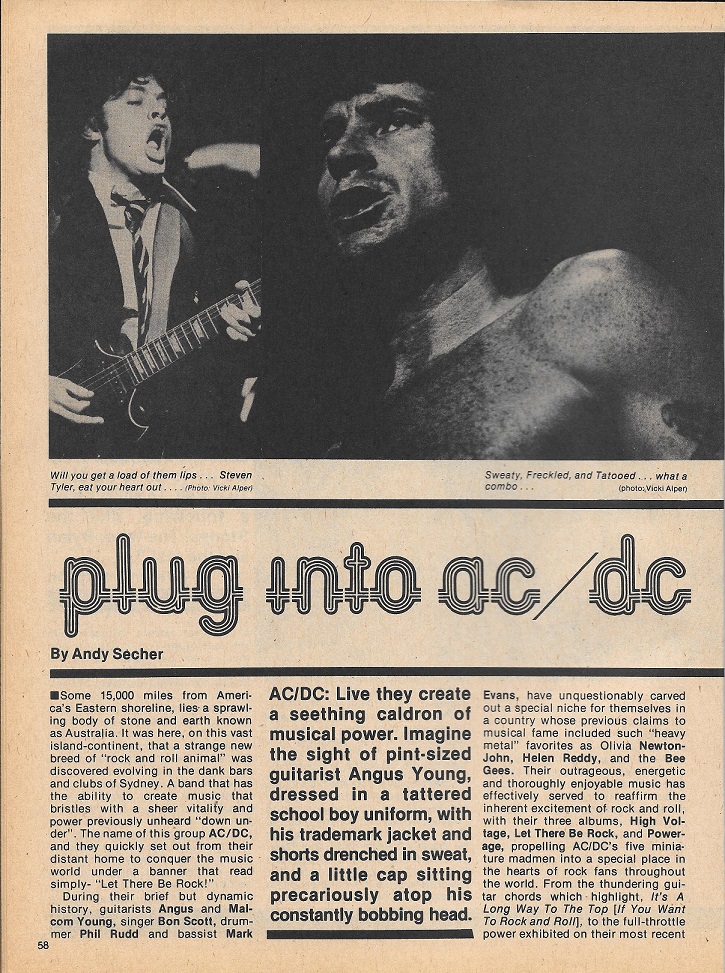 Will you get a load of them lips . . . Steven
Tyler, eat your heart out . . . . (Photo: Vicki Alper)
Sweaty, Freckled, and Tatooed . . . what a
combo . . . (photo: Vicki Alper)
plug into ac/dc
By Andy Secher
■Some 15,000 miles from Ameri-
ca's Eastern shoreline, lies a sprawl-
ing body of stone and earth known
as Australia. It was here, on this vast
island-continent, that a strange new
breed of "rock and roll animal" was
discovered evolving in the dank bars
and clubs of Sydney. A band that has
the ability to create music that
bristles with a sheer vitality and
power previously unheard "down un-
der". The name of this group AC/DC,
and they quickly set out from their
distant home to conquer the music
world under a banner that read
simply- "Let There Be Rock!"
During their brief but dynamic
history, guitarists Angus and Mal-
com Young, singer Bon Scott, drum-
mer Phil Rudd and bassist Mark
AC/DC: Live they create
a seething caldron of
musical power. Imagine
the sight of pint-sized
guitarist Angus Young,
dressed in a tattered
school boy uniform, with
his trademark jacket and
shorts drenched in sweat,
and a little cap sitting
precariously atop his
constantly bobbing head.
Evans, have unquestionably carved
out a special niche for themselves in
a country whose previous claims to
musical fame included such "heavy
metal" favorites as Olivia Newton-
John, Helen Reddy, and the Bee
Gees. Their outrageous, energetic
and thoroughly enjoyable music has
effectively served to reaffirm the
inherent excitement of rock and roll,
with their three albums, High Vol-
tage, Let There Be Rock, and Power-
age, propelling AC/DC's five minia-
ture madmen into a special place in
the hearts of rock fans throughout
the world. From the thundering gui-
tar chords which highlight, It's A
Long Way To The Top [If You Want
To Rock and Roll], to the full-throttle
power exhibited on their most recent
58